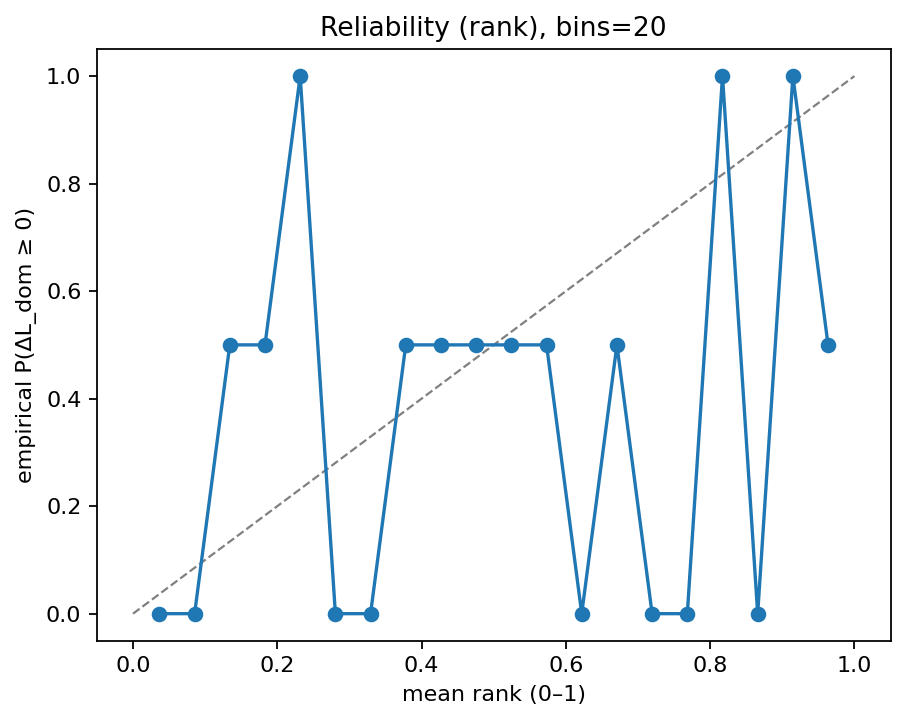 Reliability (rank), bins=20
empirical P(ΔL_dom ≥ 0)
1.0
0.8
0.6
0.4
0.2
0.0
0.0 0.2 0.4 0.6 0.8 1.0
mean rank (0–1)